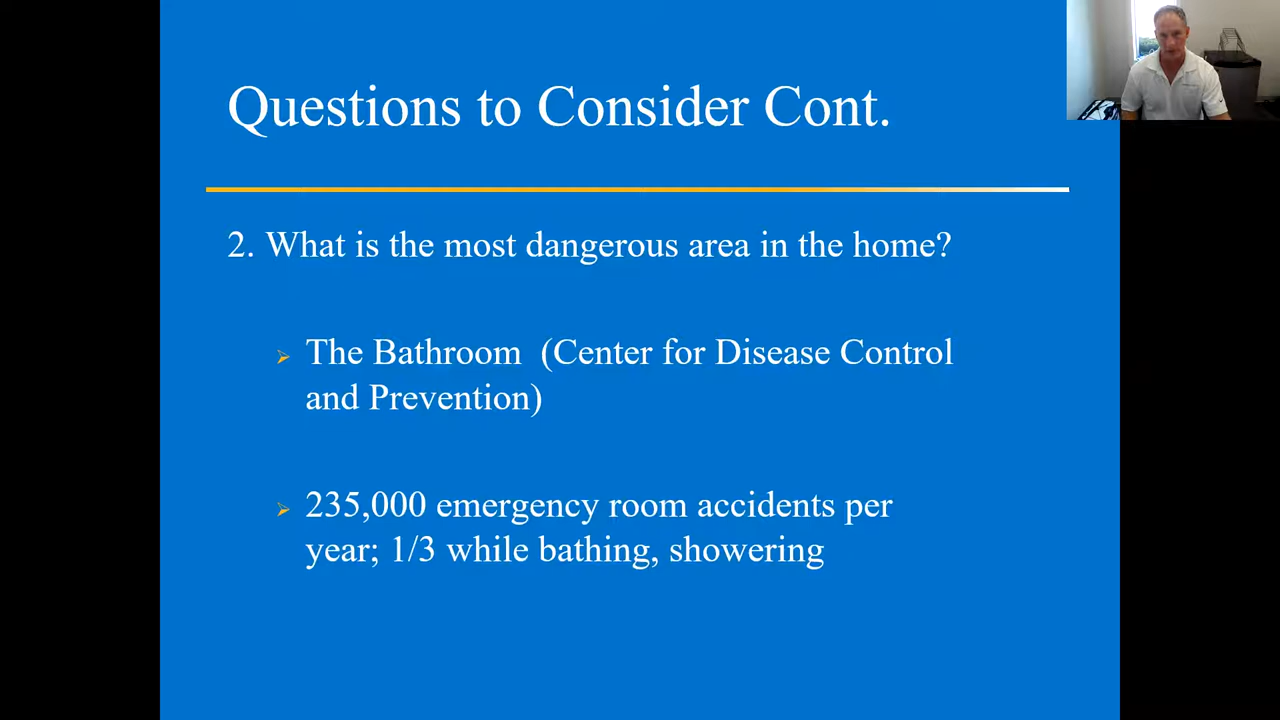 Questions to Consider Cont.
2. What is the most dangerous area in the home?
The Bathroom (Center for Disease Control
and Prevention)
235,000 emergency room accidents per
year; 1/3 while bathing, showering